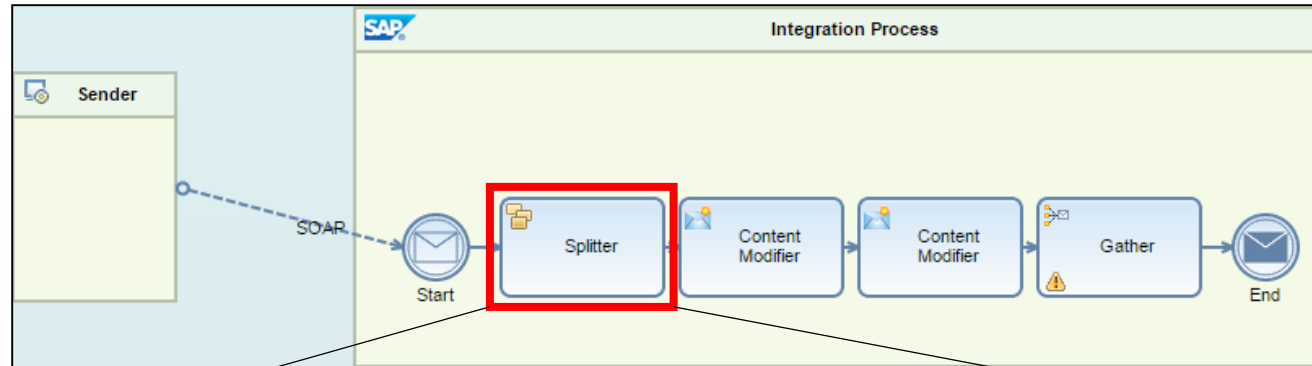 SAP
Integration Process
Sender
SOAP
Splitter
Content
Modifier
Content
Modifier
Gather
Start
End